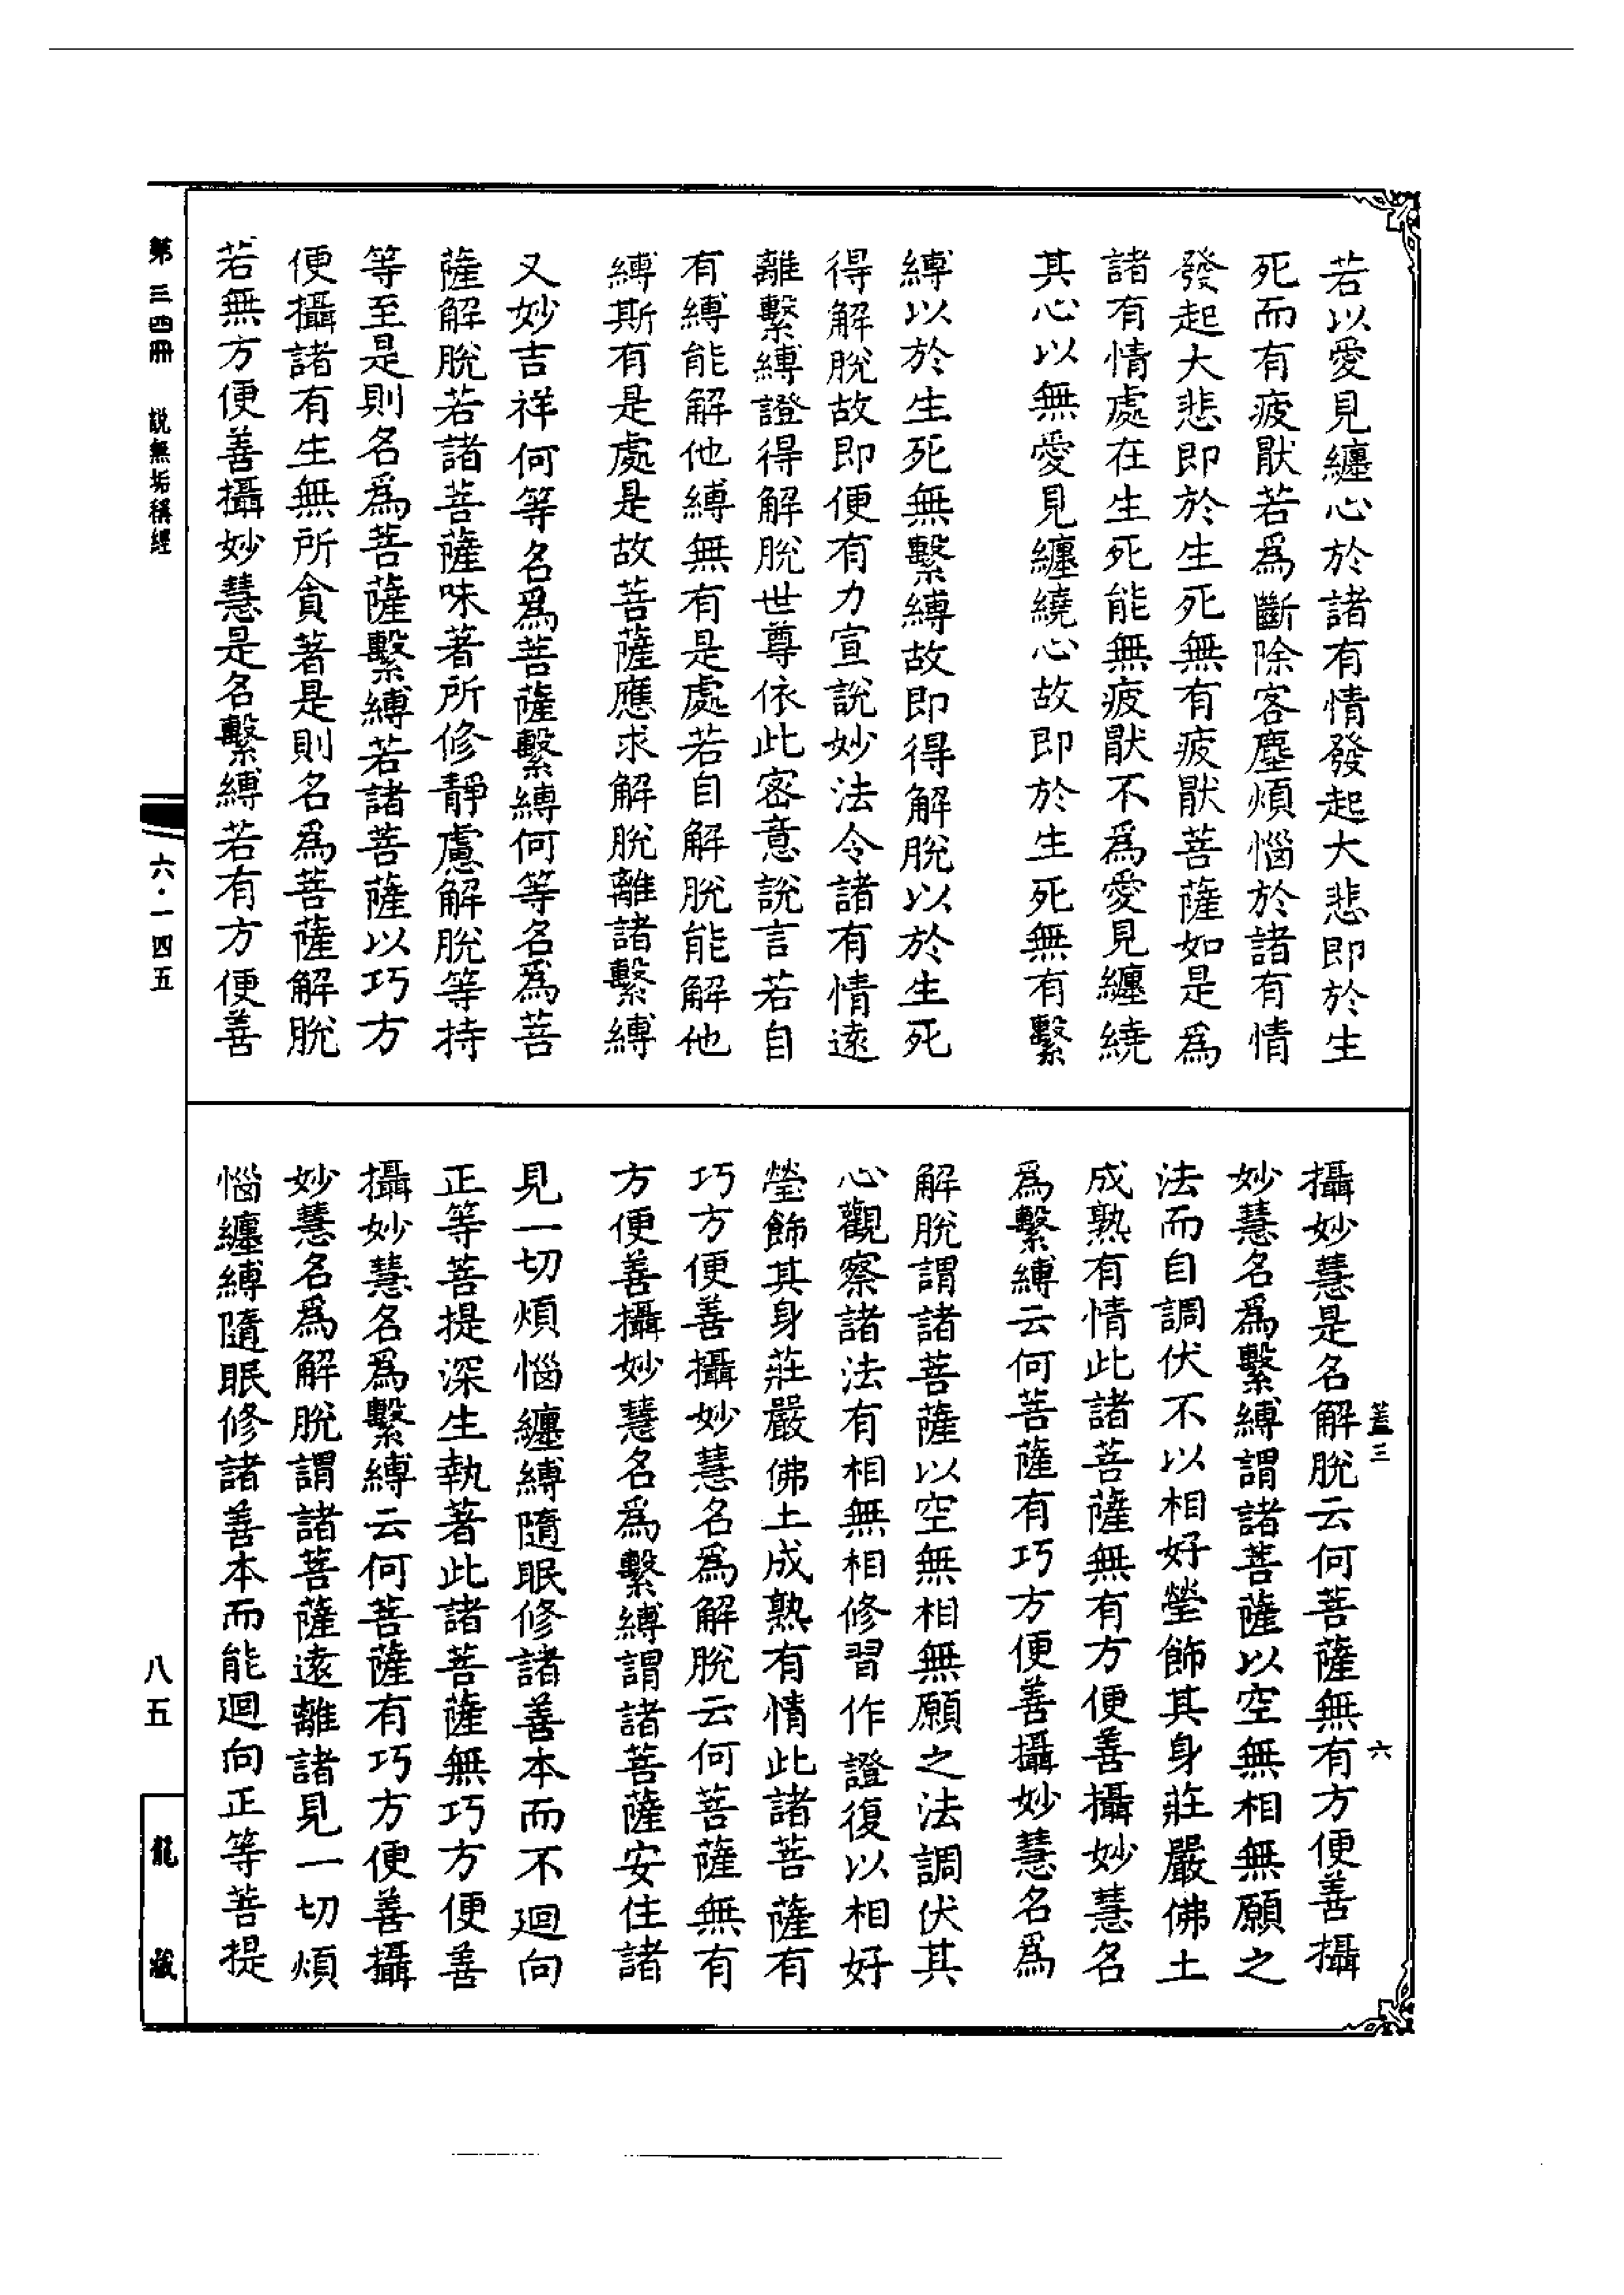 若以愛見纏心於諸有情發起大悲即於生
死而有疲猒若為斷除客塵煩惱於諸有情
發起大悲即於生死無有疲猒菩薩如是為
諸有情處在生死能無疲猒不為愛見纏繞
其心以無愛見纏繞心故即於生死無有繫
縛以於生死無繫縛故即得解脫以於生死
得解脫故即便有力宣說妙法令諸有情遠
離繫縛證得解脫世尊依此密意說言若自
有縛能解他縛無有是處若自解脫能解他
縛斯有是處是故菩薩應求解脫離諸繫縛
又妙吉祥何等名為菩薩繫縛何等名為菩
薩解脫若諸菩薩味著所修靜慮解脫等持
等至是則名為菩薩繫縛若諸菩薩以巧方
便攝諸有生無所貪著是則名為菩薩解脫
若無方便善攝妙慧是名繫縛若有方便善
攝妙慧是名解脫云何菩薩無有方便善攝
妙慧名為繫縛謂諸菩薩以空無相無願之
法而自調伏不以相好瑩飾其身莊嚴佛土
成熟有情此諸菩薩無有方便善攝妙慧名
為繫縛云何菩薩有巧方便善攝妙慧名為
解脫謂諸菩薩以空無相無願之法調伏其
心觀察諸法有相無相修習作證復以相好
瑩飾其身莊嚴佛土成熟有情此諸菩薩有
巧方便善攝妙慧名為解脫云何菩薩無有
方便善攝妙慧名為繫縛謂諸菩薩安住諸
見一切煩惱纏縛隨眠修諸善本而不迴向
正等菩提深生執著此諸菩薩無巧方便善
攝妙慧名為繫縛云何菩薩有巧方便善攝
妙慧名為解脫謂諸菩薩遠離諸見一切煩
惱纏縛隨眠修諸善本而能迴向正等菩提
蓋三 六
第三四冊 說無垢稱經
六·一四五
八五
龍藏